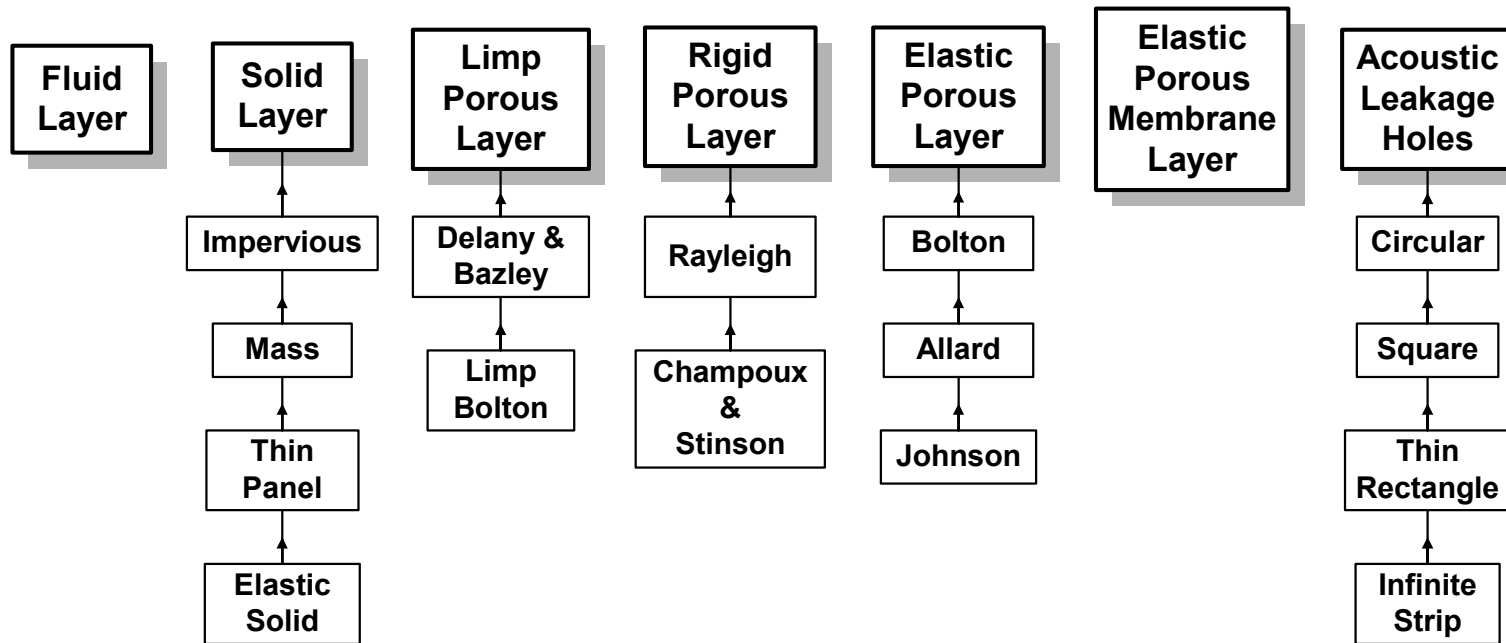 Fluid
Layer
Solid
Layer
Impervious
Mass
Thin
Panel
Elastic
Solid
Limp
Porous
Layer
Delany &
Bazley
Limp
Bolton
Rigid
Porous
Layer
Rayleigh
Champoux
&
Stinson
Elastic
Porous
Layer
Bolton
Allard
Johnson
Elastic
Porous
Membrane
Layer
Acoustic
Leakage
Holes
Circular
Square
Thin
Rectangle
Infinite
Strip